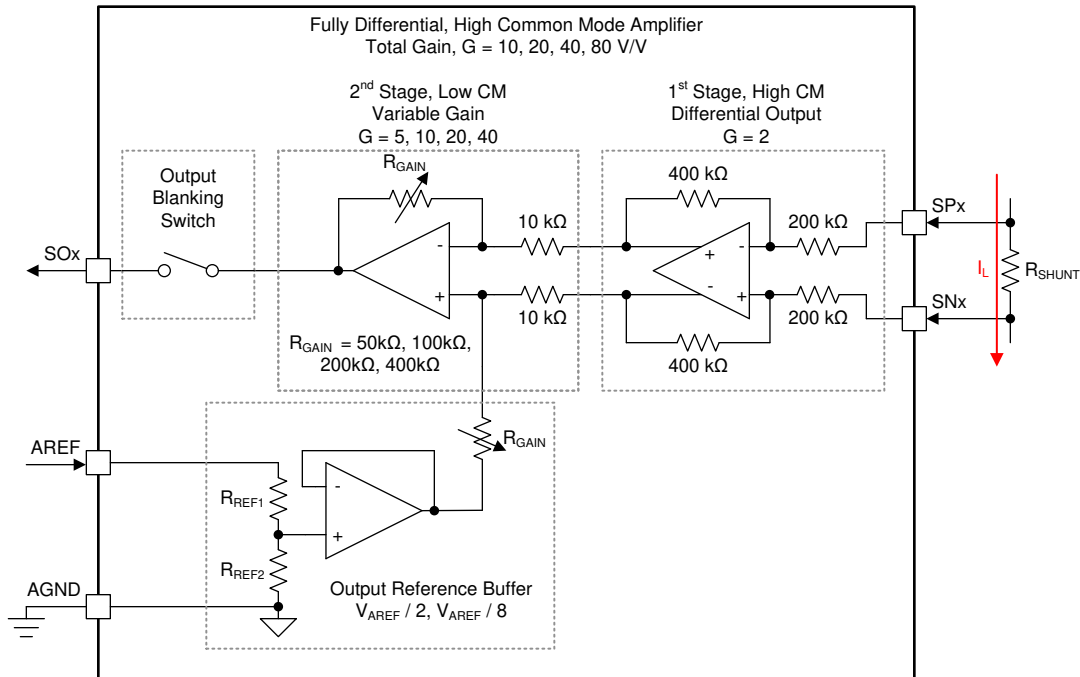 Fully Differential, High Common Mode Amplifier
Total Gain, G = 10, 20, 40, 80 V/V
2nd Stage, Low CM
Variable Gain
G = 5, 10, 20, 40
1st Stage, High CM
Differential Output
G = 2
Output
Blanking
Switch
RGAIN
400 kΩ
10 kΩ
200 kΩ
SPx
SOx
-
+
+
-
-
+
IL
RSHUNT
SNx
10 kΩ
200 kΩ
RGAIN = 50kΩ, 100kΩ,
200kΩ, 400kΩ
400 kΩ
AREF
RGAIN
RREF1
-
+
RREF2
AGND
Output Reference Buffer
VAREF / 2, VAREF / 8